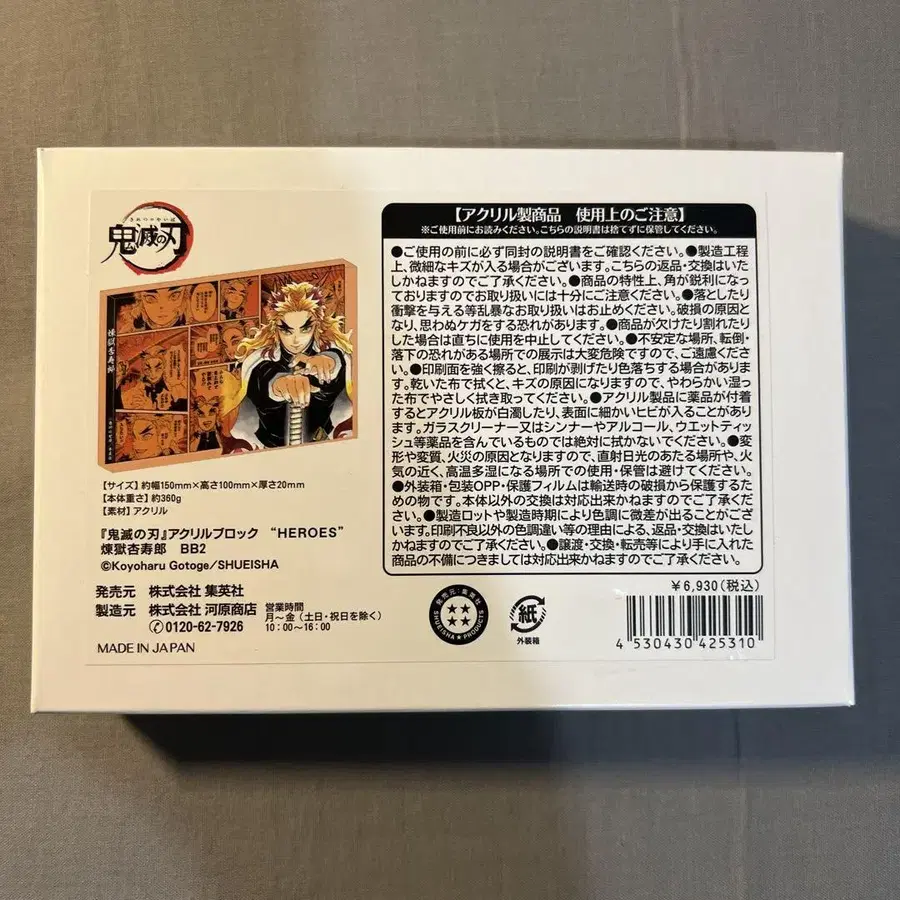 きめつのやいば
鬼滅の刃
煉獄杏寿郎
【サイズ】約幅150mm×高さ100mm×厚さ20mm
【本体重さ】約360g
【素材】アクリル
『鬼滅の刃』アクリルブロック “HEROES”
煉獄杏寿郎 BB2
©Koyoharu Gotoge/SHUEISHA
発売元 株式会社 集英社
製造元 株式会社 河原商店
0120-62-7926
営業時間
月〜金(土日・祝日を除く)
10:00〜16:00
MADE IN JAPAN
【アクリル製商品 使用上のご注意】
※ご使用前にお読みください。こちらの説明書は捨てずに保管してください。
●ご使用の前に必ず同封の説明書をご確認ください。●製造工程
上、微細なキズが入る場合がございます。こちらの返品・交換はいた
しかねますのでご了承ください。●商品の特性上、角が鋭利になっ
ておりますのでお取り扱いには十分にご注意ください。●落としたり
衝撃を与える等乱暴なお取り扱いはお止めください。破損の原因と
なり、思わぬケガをする恐れがあります。●商品が欠けたり割れたり
した場合は直ちに使用を中止してください。●不安定な場所、転倒・
落下の恐れがある場所での展示は大変危険ですので、ご遠慮くださ
い。●印刷面を強く擦ると、印刷が剥げたり色落ちする場合がありま
す。乾いた布で拭くと、キズの原因になりますので、やわらかい湿っ
た布でやさしく拭き取ってください。●アクリル製品に薬品が付着
するとアクリル板が白濁したり、表面に細かいヒビが入ることがあり
ます。ガラスクリーナー又はシンナーやアルコール、ウエットティッ
シュ等薬品を含んでいるものでは絶対に拭かないでください。●変
形や変質、火災の原因となりますので、直射日光のあたる場所や、火
気の近く、高温多湿になる場所での使用・保管は避けてください。
●外装箱・包装OPP・保護フィルムは輸送時の破損から保護するた
めの物です。本体以外の交換は対応出来かねますのでご了承くださ
い。●製造ロットや製造時期により色調に微差が出ることがござ
います。印刷不良以外の色調違い等の理由による、返品・交換はいたし
かねますのでご了承ください。●譲渡・交換・転売等により手に入れた
商品の不備につきましては対応出来かねますのでご了承ください。
¥6,930(税込)
発売元:集英社
SHUEISHA PRODUCTS
紙
外装箱
4 530430 425310